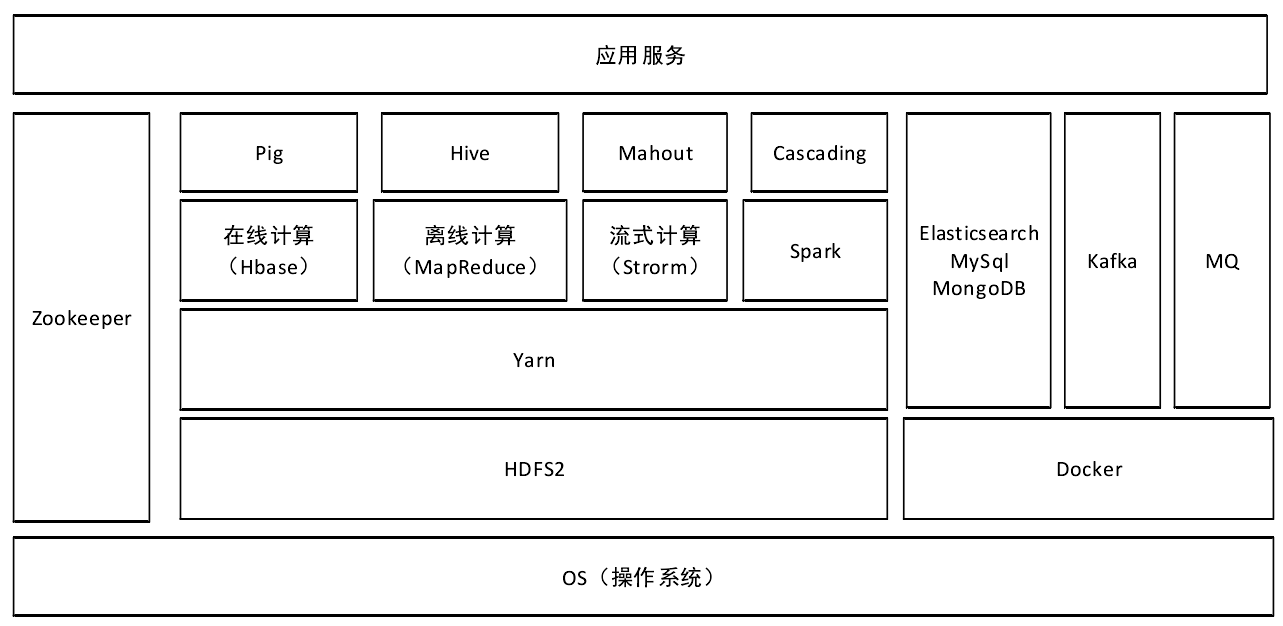 应用服务
Zookeeper
Pig
Hive
Mahout
Cascading
在线计算
（Hbase）
离线计算
（MapReduce）
流式计算
（Strorm）
Spark
Yarn
HDFS2
Elasticsearch
MySql
MongoDB
Kafka
MQ
Docker
OS（操作系统）